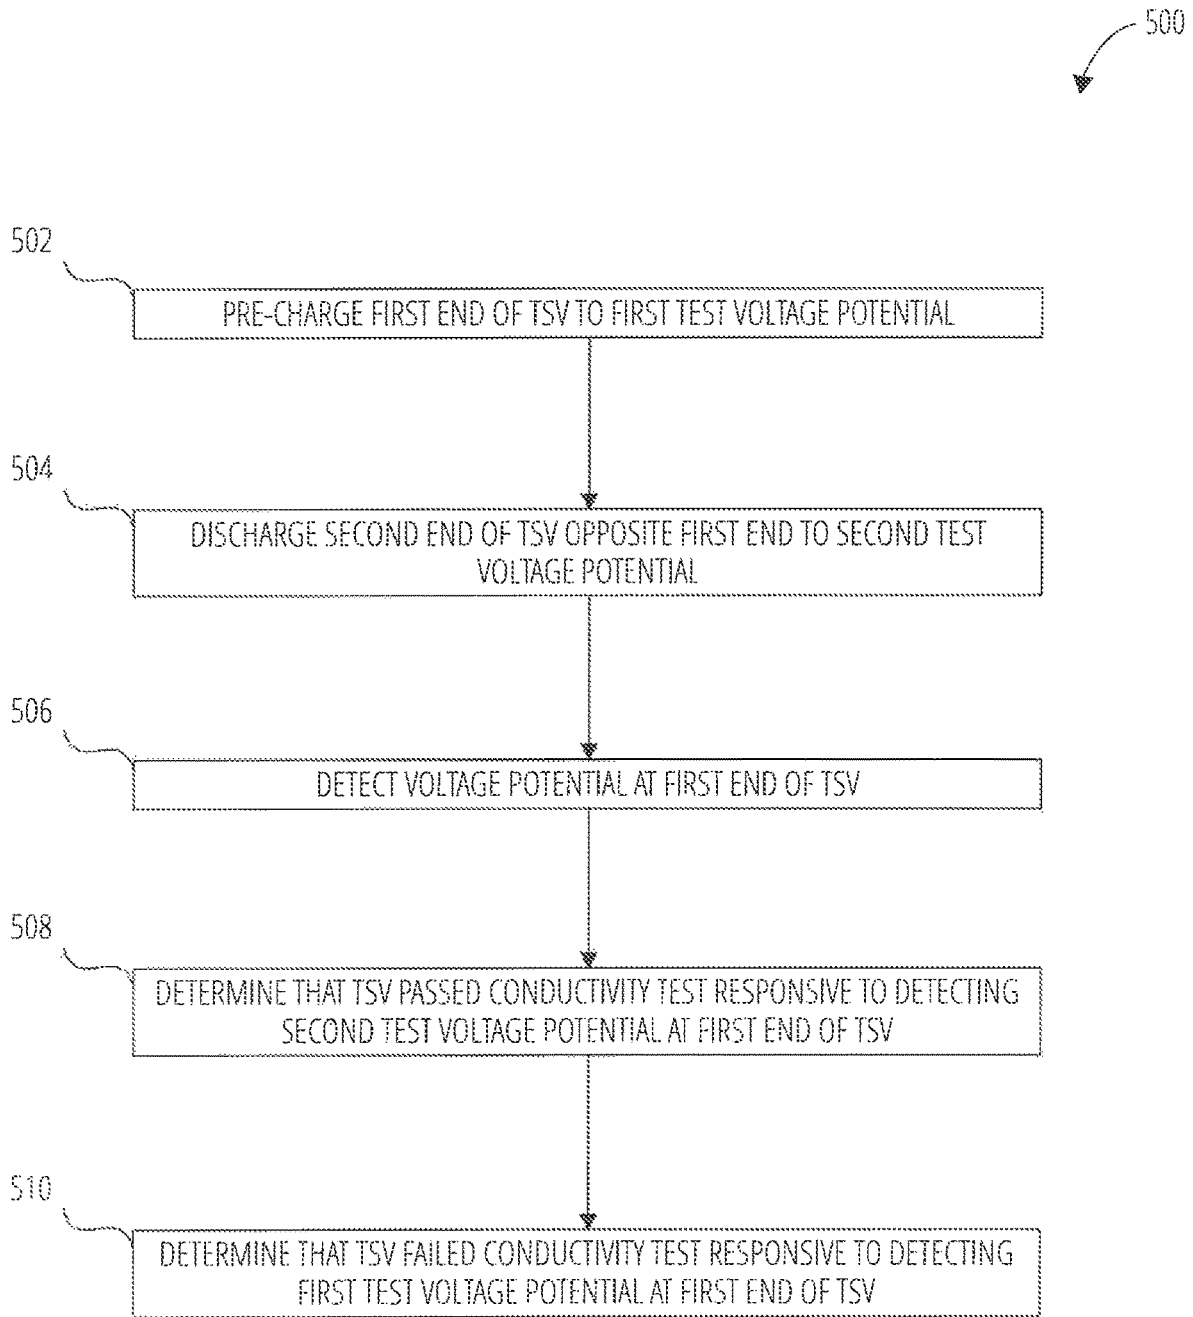 500
502
PRE-CHARGE FIRST END OF TSV TO FIRST TEST VOLTAGE POTENTIAL
504
DISCHARGE SECOND END OF TSV OPPOSITE FIRST END TO SECOND TEST
VOLTAGE POTENTIAL
506
DETECT VOLTAGE POTENTIAL AT FIRST END OF TSV
508
DETERMINE THAT TSV PASSED CONDUCTIVITY TEST RESPONSIVE TO DETECTING
SECOND TEST VOLTAGE POTENTIAL AT FIRST END OF TSV
510
DETERMINE THAT TSV FAILED CONDUCTIVITY TEST RESPONSIVE TO DETECTING
FIRST TEST VOLTAGE POTENTIAL AT FIRST END OF TSV